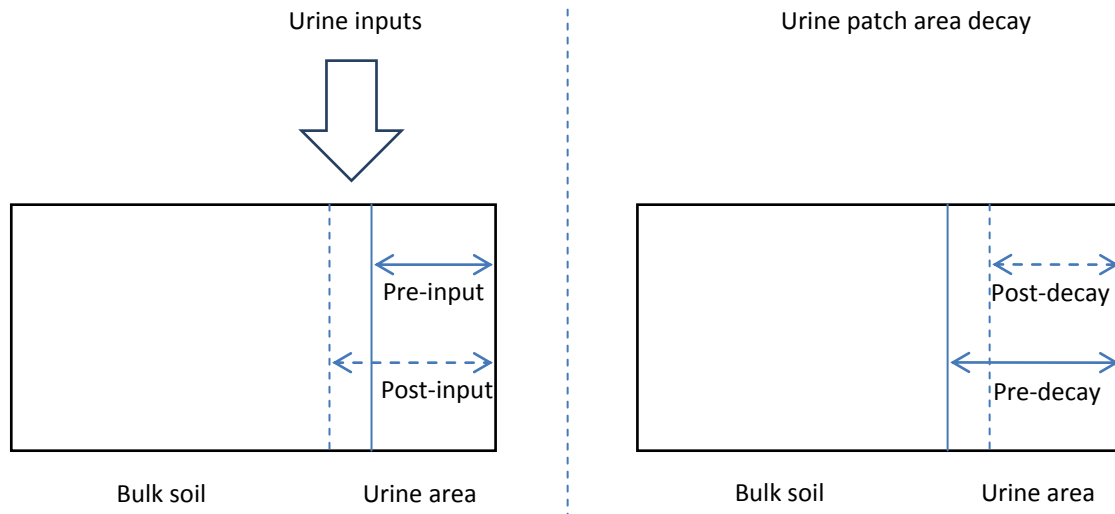 Urine inputs
Urine patch area decay
Pre-input
Post-decay
Post-input
Pre-decay
Bulk soil
Urine area
Bulk soil
Urine area